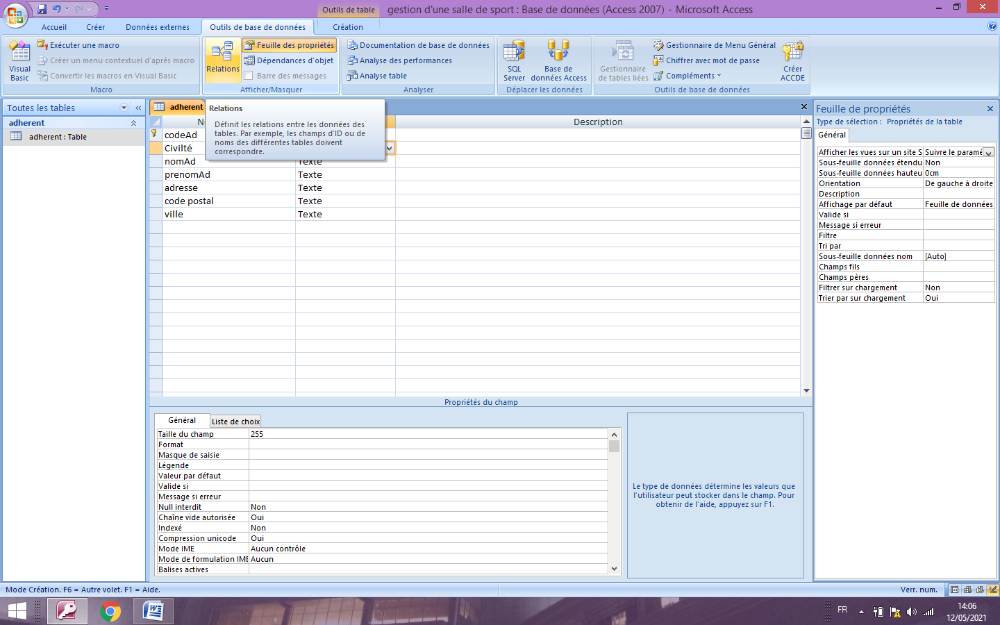 Outils de table
gestion d'une salle de sport : Base de données (Access 2007) - Microsoft Access
Accueil Créer Données externes Outils de base de données Création
Visual Basic
Exécuter une macro
Créer un menu contextuel d'après macro
Convertir les macros en Visual Basic
Macro
Relations
Feuille des propriétés
Dépendances d'objet
Barre des messages
Afficher/Masquer
Documentation de base de données
Analyse des performances
Analyse table
Analyser
SQL Server
Base de données Access
Déplacer les données
Gestionnaire de tables liées
Gestionnaire de Menu Général
Chiffrer avec mot de passe
Compléments
Créer ACCDE
Outils de base de données
Toutes les tables
adherent
adherent : Table
adherent
Relations
Définit les relations entre les données des
tables. Par exemple, les champs d'ID ou de
noms des différentes tables doivent
correspondre.
Description
codeAd
Civilté
nomAd Texte
prenomAd Texte
adresse Texte
code postal Texte
ville Texte
Propriétés du champ
Général Liste de choix
Taille du champ 255
Format
Masque de saisie
Légende
Valeur par défaut
Valide si
Message si erreur
Null interdit Non
Chaîne vide autorisée Oui
Indexé Non
Compression unicode Oui
Mode IME Aucun contrôle
Mode de formulation IME Aucun
Balises actives
Le type de données détermine les valeurs que
l'utilisateur peut stocker dans le champ. Pour
obtenir de l'aide, appuyez sur F1.
Feuille de propriétés
Type de sélection : Propriétés de la table
Général
Afficher les vues sur un site S Suivre le paramè
Sous-feuille données étendu Non
Sous-feuille données hauteu 0cm
Orientation De gauche à droite
Description
Affichage par défaut Feuille de données
Valide si
Message si erreur
Filtre
Tri par
Sous-feuille données nom [Auto]
Champs fils
Champs pères
Filtrer sur chargement Non
Trier par sur chargement Oui
Mode Création. F6 = Autre volet. F1 = Aide.
Verr. num.
FR
14:06
12/05/2021